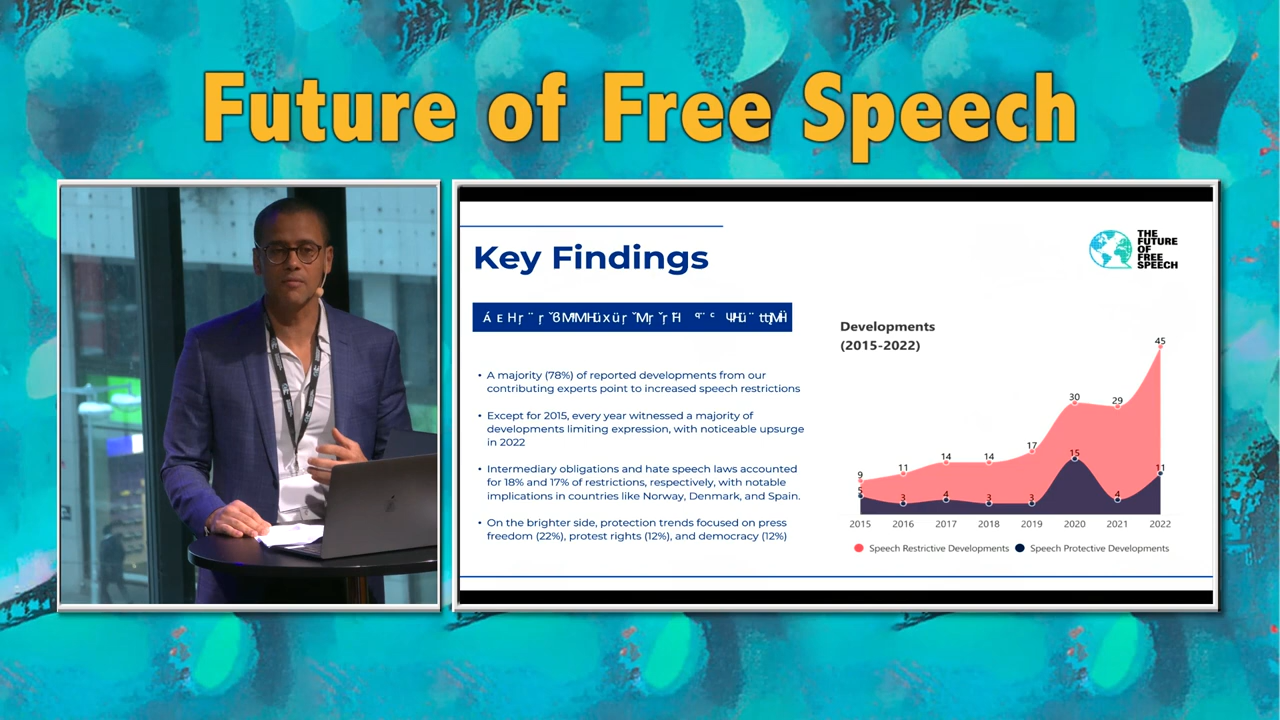 Future of Free Speech
Key Findings
THE
FUTURE
OF
FREE
SPEECH
• A majority (78%) of reported developments from our
contributing experts point to increased speech restrictions
• Except for 2015, every year witnessed a majority of
developments limiting expression, with noticeable upsurge
in 2022
• Intermediary obligations and hate speech laws accounted
for 18% and 17% of restrictions, respectively, with notable
implications in countries like Norway, Denmark, and Spain.
• On the brighter side, protection trends focused on press
freedom (22%), protest rights (12%), and democracy (12%)
Developments
(2015-2022)
45
30
29
17
14
14
11
9
15
11
5
3
4
3
3
4
2015 2016 2017 2018 2019 2020 2021 2022
Speech Restrictive Developments Speech Protective Developments